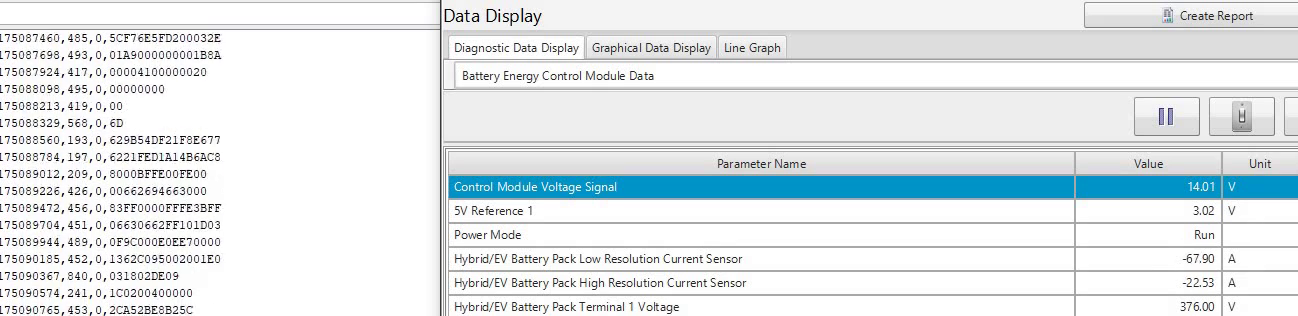 175087460,485,0,5CF76E5FD200032E
175087698,493,0,01A9000000001B8A
175087924,417,0,00004100000020
175088098,495,0,00000000
175088213,419,0,00
175088329,568,0,6D
175088560,193,0,629B54DF21F8E677
175088784,197,0,6221FED1A14B6AC8
175089012,209,0,8000BFFE00FE00
175089226,426,0,00662694663000
175089472,456,0,83FF0000FFFE3BFF
175089704,451,0,06630662FF101D03
175089944,489,0,0F9C000E0EE70000
175090185,452,0,1362C095002001E0
175090367,840,0,031802DE09
175090574,241,0,1C0200400000
175090765,453,0,2CA52BE8B25C
Data Display
Create Report
Diagnostic Data Display Graphical Data Display Line Graph
Battery Energy Control Module Data
Parameter Name Value Unit
Control Module Voltage Signal 14.01 V
5V Reference 1 3.02 V
Power Mode Run
Hybrid/EV Battery Pack Low Resolution Current Sensor -67.90 A
Hybrid/EV Battery Pack High Resolution Current Sensor -22.53 A
Hybrid/EV Battery Pack Terminal 1 Voltage 376.00 V